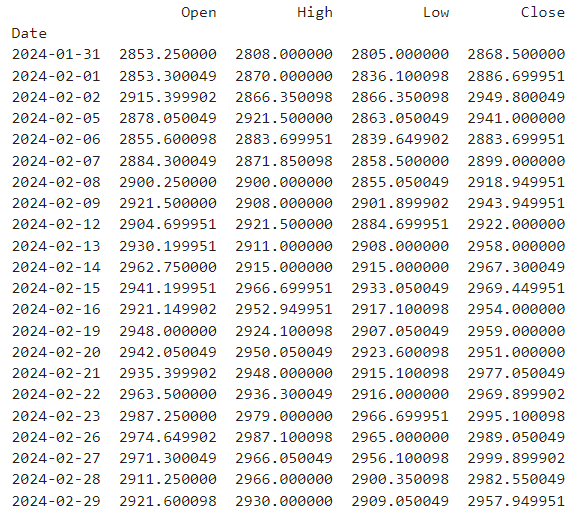 Open High Low Close
Date
2024-01-31 2853.250000 2808.000000 2805.000000 2868.500000
2024-02-01 2853.300049 2870.000000 2836.100098 2886.699951
2024-02-02 2915.399902 2866.350098 2866.350098 2949.800049
2024-02-05 2878.050049 2921.500000 2863.050049 2941.000000
2024-02-06 2855.600098 2883.699951 2839.649902 2883.699951
2024-02-07 2884.300049 2871.850098 2858.500000 2899.000000
2024-02-08 2900.250000 2900.000000 2855.050049 2918.949951
2024-02-09 2921.500000 2908.000000 2901.899902 2943.949951
2024-02-12 2904.699951 2921.500000 2884.699951 2922.000000
2024-02-13 2930.199951 2911.000000 2908.000000 2958.000000
2024-02-14 2962.750000 2915.000000 2915.000000 2967.300049
2024-02-15 2941.199951 2966.699951 2933.050049 2969.449951
2024-02-16 2921.149902 2952.949951 2917.100098 2954.000000
2024-02-19 2948.000000 2924.100098 2907.050049 2959.000000
2024-02-20 2942.050049 2950.050049 2923.600098 2951.000000
2024-02-21 2935.399902 2948.000000 2915.100098 2977.050049
2024-02-22 2963.500000 2936.300049 2916.000000 2969.899902
2024-02-23 2987.250000 2979.000000 2966.699951 2995.100098
2024-02-26 2974.649902 2987.100098 2965.000000 2989.050049
2024-02-27 2971.300049 2966.050049 2956.100098 2999.899902
2024-02-28 2911.250000 2966.000000 2900.350098 2982.550049
2024-02-29 2921.600098 2930.000000 2909.050049 2957.949951